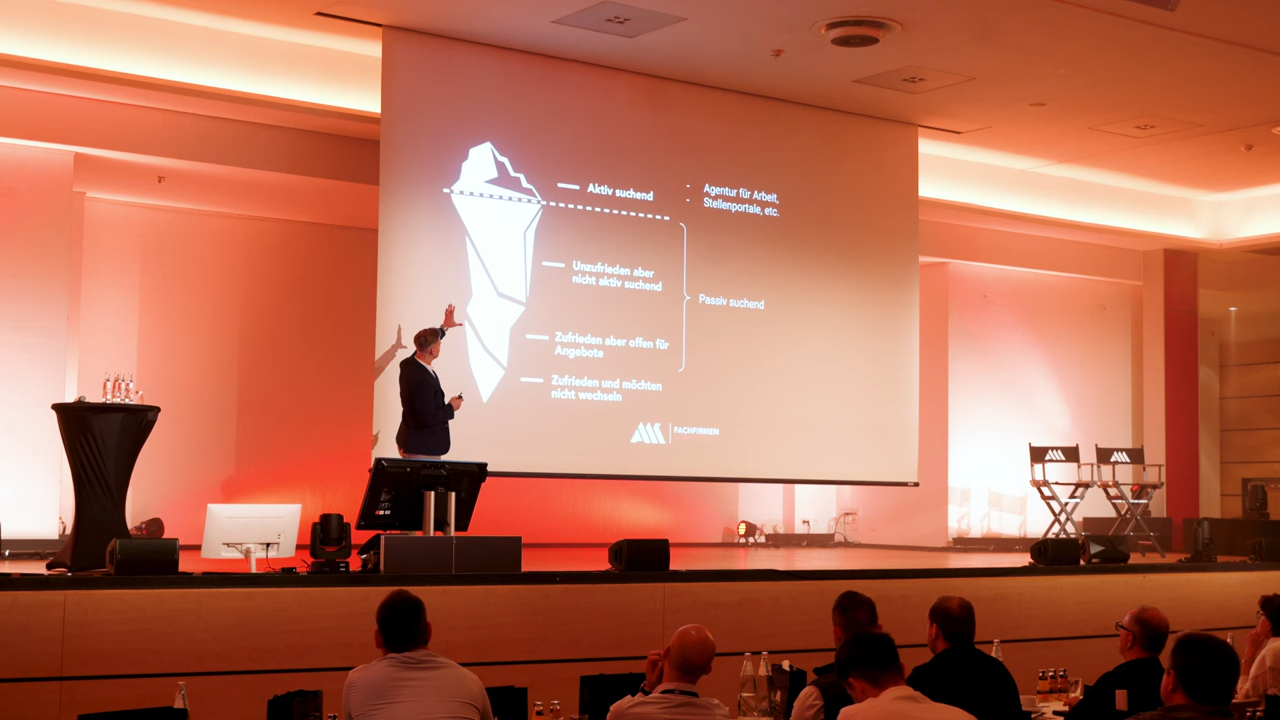 Aktiv suchend
- Agentur für Arbeit,
- Stellenportale, etc.
Unzufrieden aber
nicht aktiv suchend
Passiv suchend
Zufrieden aber offen für
Angebote
Zufrieden und möchten
nicht wechseln
FACHFIRMEN